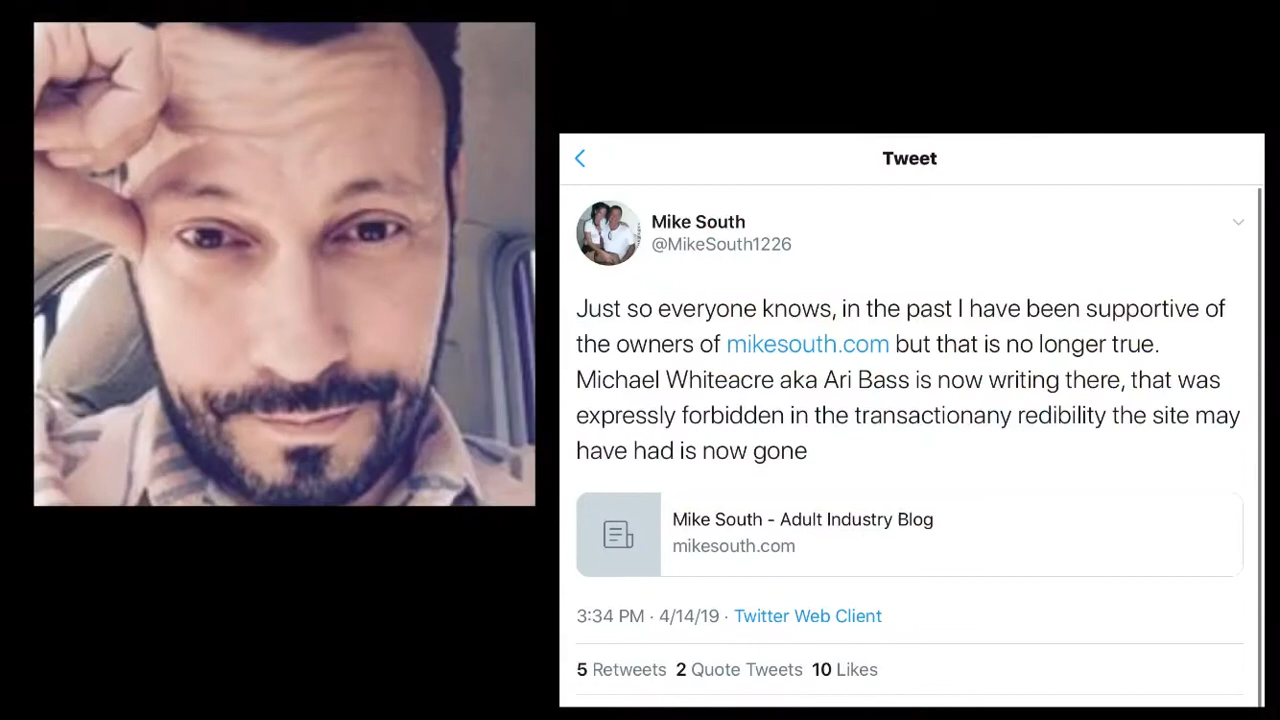 Tweet
Mike South
@MikeSouth1226
Just so everyone knows, in the past I have been supportive of
the owners of mikesouth.com but that is no longer true.
Michael Whiteacre aka Ari Bass is now writing there, that was
expressly forbidden in the transactionany redibility the site may
have had is now gone
Mike South - Adult Industry Blog
mikesouth.com
3:34 PM · 4/14/19 · Twitter Web Client
5 Retweets 2 Quote Tweets 10 Likes